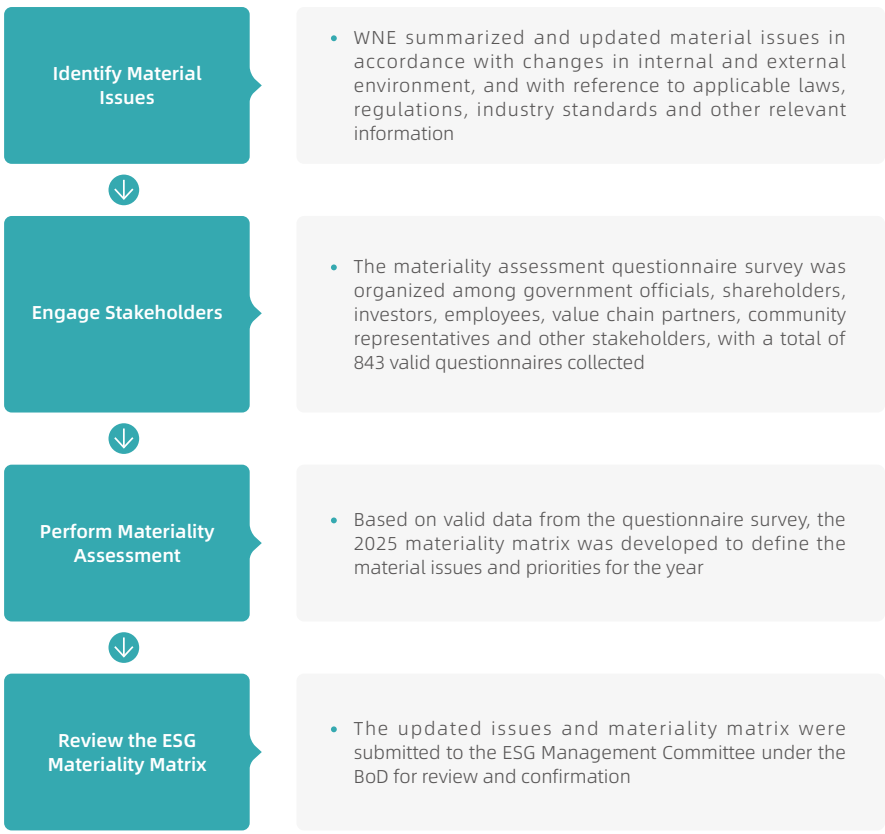 Identify Material
Issues
• WNE summarized and updated material issues in
accordance with changes in internal and external
environment, and with reference to applicable laws,
regulations, industry standards and other relevant
information
Engage Stakeholders
• The materiality assessment questionnaire survey was
organized among government officials, shareholders,
investors, employees, value chain partners, community
representatives and other stakeholders, with a total of
843 valid questionnaires collected
Perform Materiality
Assessment
• Based on valid data from the questionnaire survey, the
2025 materiality matrix was developed to define the
material issues and priorities for the year
Review the ESG
Materiality Matrix
• The updated issues and materiality matrix were
submitted to the ESG Management Committee under the
BoD for review and confirmation